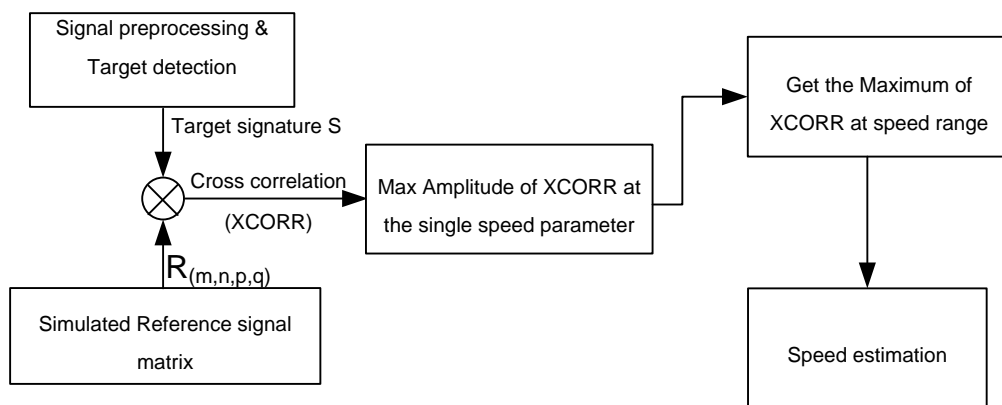 Signal preprocessing &
Target detection
Target signature S
Cross correlation
(XCORR)
R(m,n,p,q)
Simulated Reference signal
matrix
Max Amplitude of XCORR at
the single speed parameter
Get the Maximum of
XCORR at speed range
Speed estimation